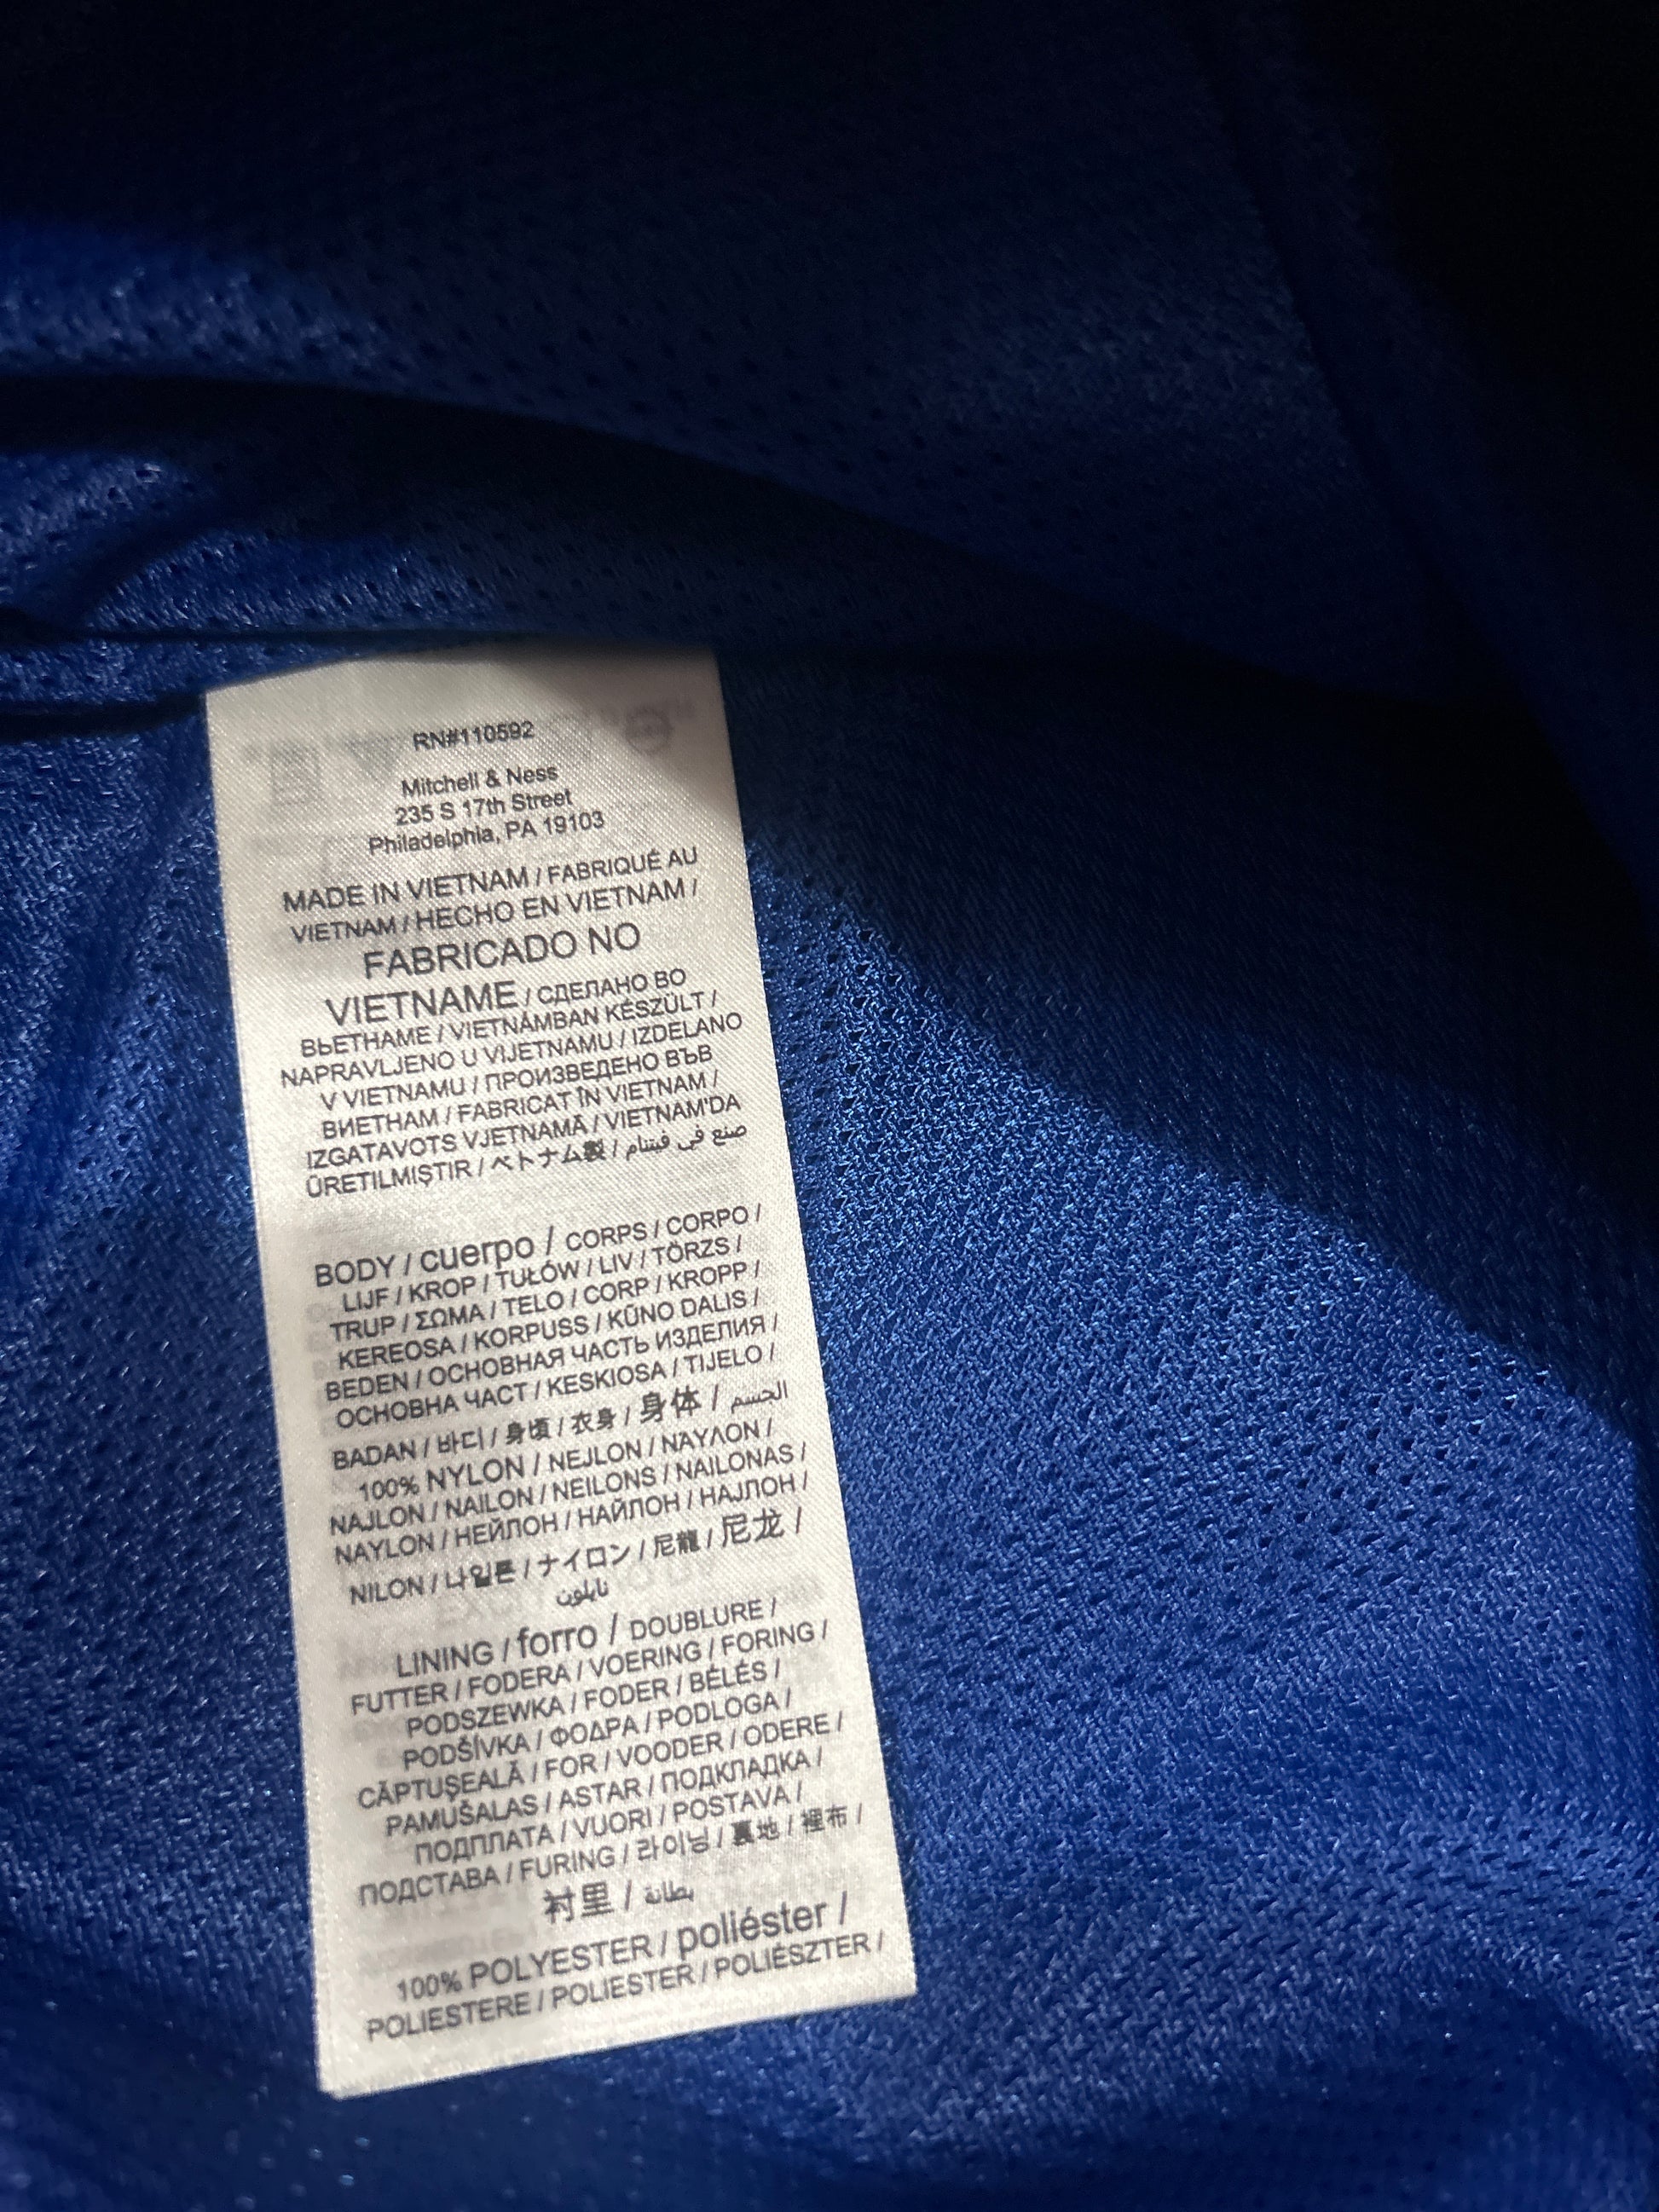 RN#110592
Mitchell & Ness
235 S 17th Street
Philadelphia, PA 19103
MADE IN VIETNAM / FABRIQUÉ AU
VIETNAM / HECHO EN VIETNAM /
FABRICADO NO
VIETNAME / СДЕЛАНО ВО
ВЬЕТНАМЕ / VIETNÁMBAN KÉSZÜLT /
NAPRAVLJENO U VIJETNAMU / IZDELANO
V VIETNAMU / ПРОИЗВЕДЕНО ВЪВ
ВИЕТНАМ / FABRICAT ÎN VIETNAM /
IZGATAVOTS VJETNAMĀ / VIETNAM'DA
ÜRETILMIŞTIR / ベトナム製 / صنع في فيتنام
BODY / cuerpo / CORPS / CORPO /
LIJF / KROP / TUŁÓW / LIV / TÖRZS /
TRUP / ΣΩΜΑ / TELO / CORP / KROPP /
KEREOSA / KORPUSS / KŪNO DALIS /
BEDEN / ОСНОВНАЯ ЧАСТЬ ИЗДЕЛИЯ /
ОСНОВНА ЧАСТ / KESKIOSA / TIJELO /
BADAN / 바디 / 身頃 / 衣身 / 身体 / الجسم
100% NYLON / NEJLON / ΝΑΥΛΟΝ /
NAJLON / NAILON / NEILONS / NAILONAS /
NAYLON / НЕЙЛОН / НАЙЛОН / НАЈЛОН /
NILON / 나일론 / ナイロン / 尼龍 / 尼龙 /
نايلون
LINING / forro / DOUBLURE /
FUTTER / FODERA / VOERING / FORING /
PODSZEWKA / FODER / BÉLÉS /
PODŠÍVKA / ΦΟΔΡΑ / PODLOGA /
CĂPTUȘEALĂ / FOR / VOODER / ODERE /
PAMUŠALAS / ASTAR / ПОДКЛАДКА /
ПОДПЛАТА / VUORI / POSTAVA /
ПОДСТАВА / FURING / 라이닝 / 裏地 / 裡布 /
衬里 / بطانة
100% POLYESTER / poliéster /
POLIESTERE / POLIESTER / POLIÉSZTER /